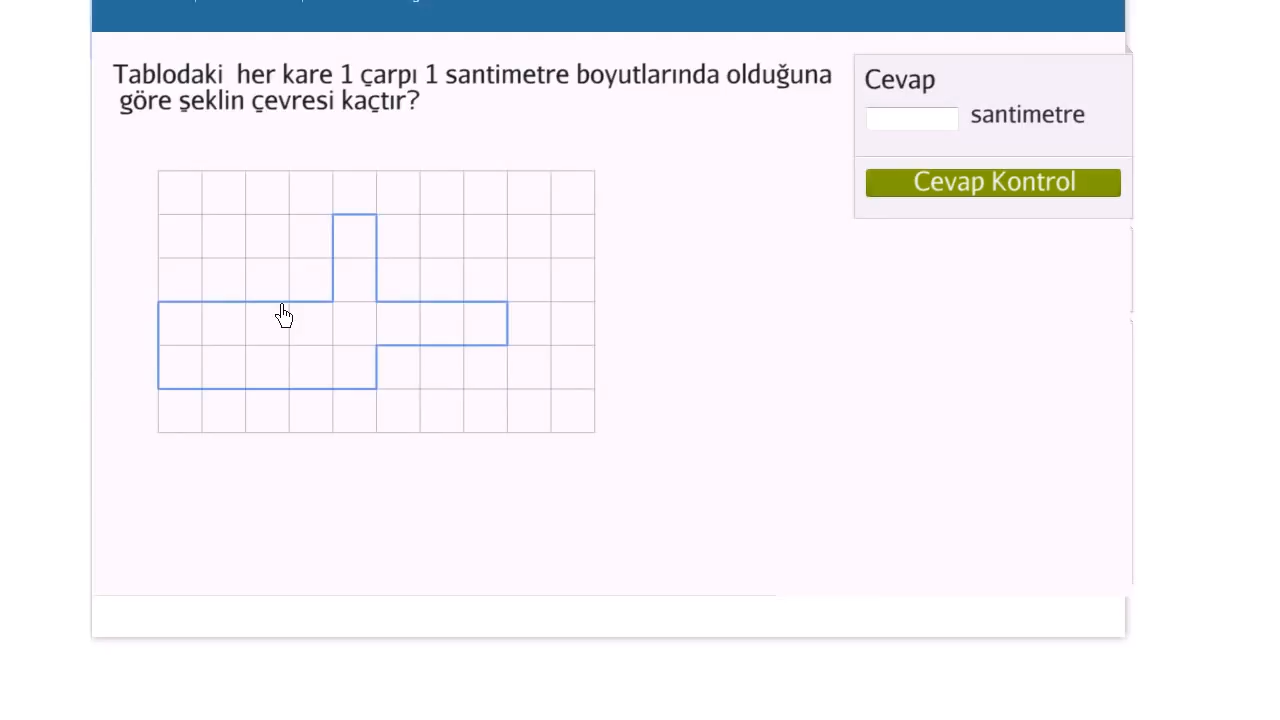 Tablodaki her kare 1 çarpı 1 santimetre boyutlarında olduğuna
göre şeklin çevresi kaçtır?
Cevap
santimetre
Cevap Kontrol